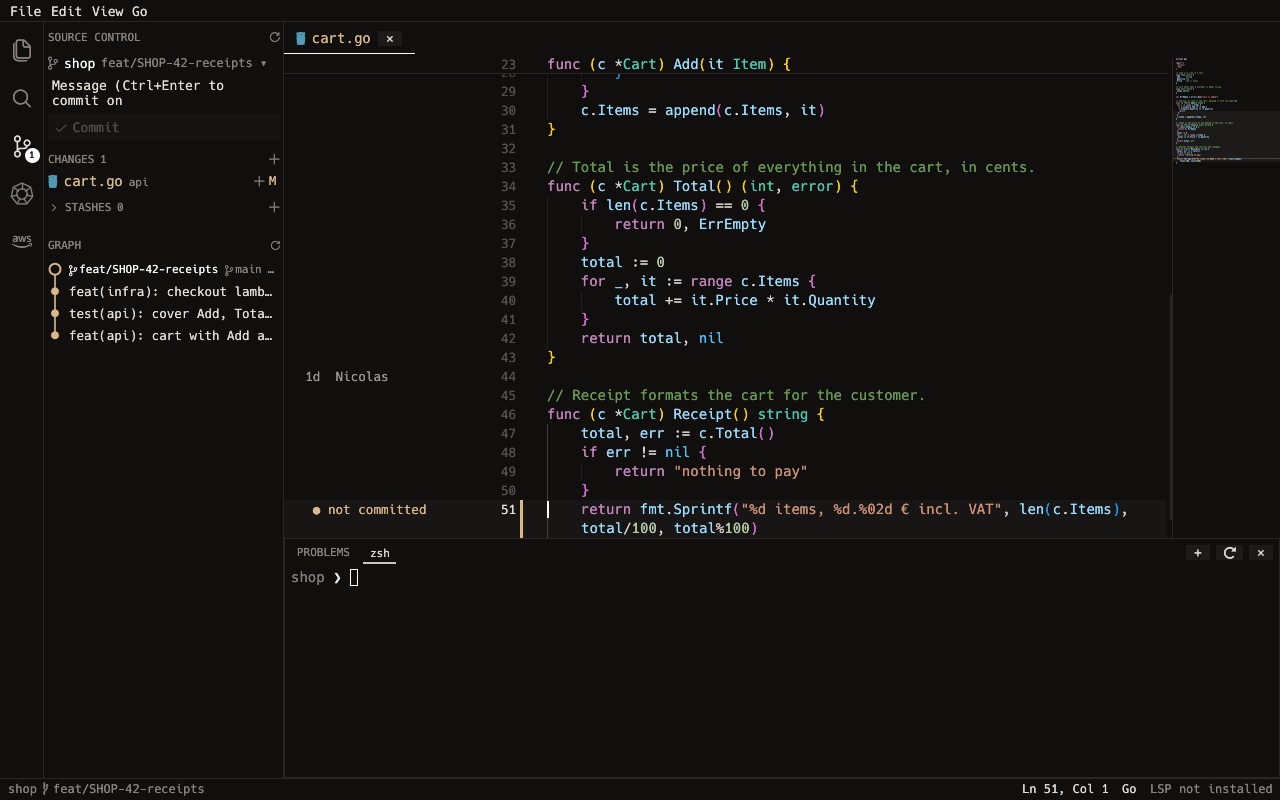 File Edit View Go
SOURCE CONTROL
shop feat/SHOP-42-receipts
Message (Ctrl+Enter to
commit on
Commit
CHANGES 1
cart.go api + M
STASHES 0
GRAPH
feat/SHOP-42-receipts main …
feat(infra): checkout lamb…
test(api): cover Add, Tota…
feat(api): cart with Add a…
1
aws
cart.go ×
23 func (c *Cart) Add(it Item) {
29 }
30 c.Items = append(c.Items, it)
31 }
32
33 // Total is the price of everything in the cart, in cents.
34 func (c *Cart) Total() (int, error) {
35 if len(c.Items) == 0 {
36 return 0, ErrEmpty
37 }
38 total := 0
39 for _, it := range c.Items {
40 total += it.Price * it.Quantity
41 }
42 return total, nil
43 }
1d Nicolas 44
45 // Receipt formats the cart for the customer.
46 func (c *Cart) Receipt() string {
47 total, err := c.Total()
48 if err != nil {
49 return "nothing to pay"
50 }
● not committed 51 return fmt.Sprintf("%d items, %d.%02d € incl. VAT", len(c.Items),
total/100, total%100)
PROBLEMS zsh + ×
shop ❯
shop feat/SHOP-42-receipts
Ln 51, Col 1 Go LSP not installed